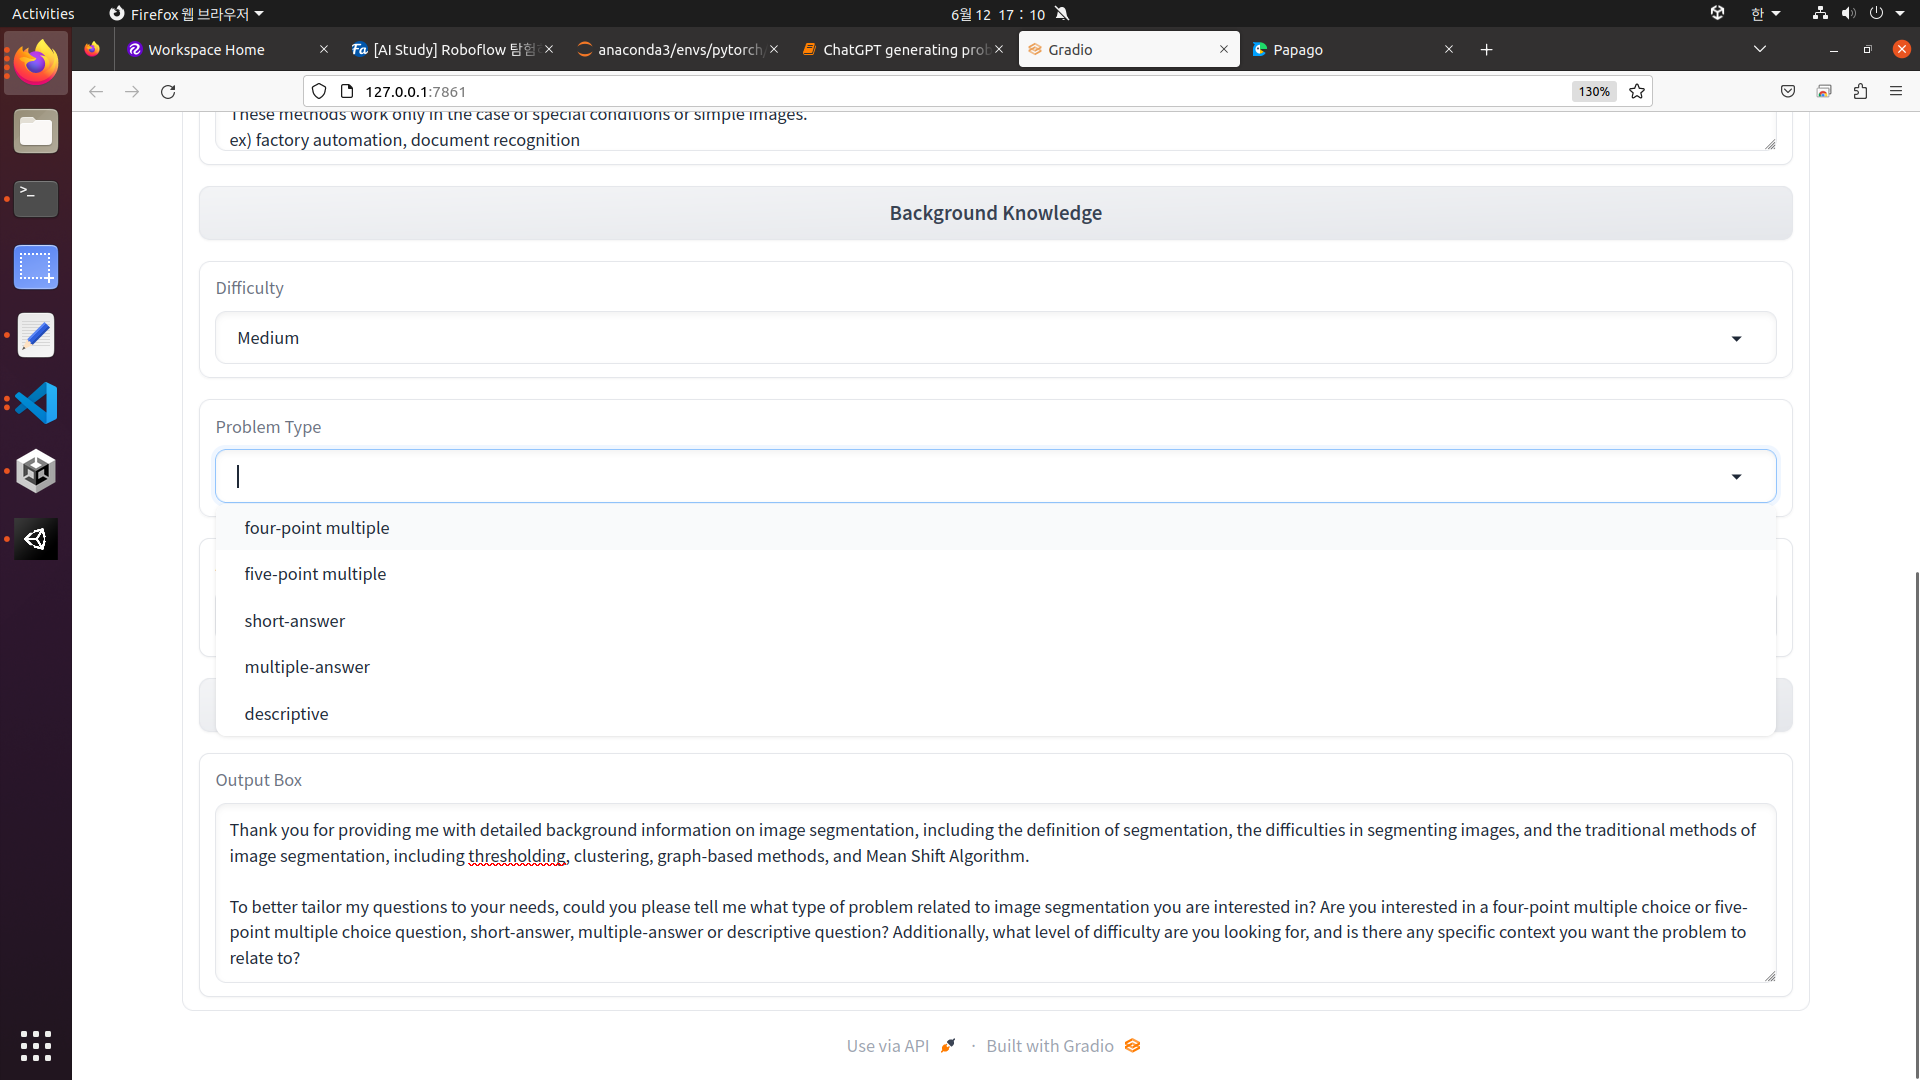 Activities
Firefox 웹 브라우저
6월 12 17 : 10
한
Workspace Home
[AI Study] Roboflow 탐험
anaconda3/envs/pytorch/
ChatGPT generating prob
Gradio
Papago
127.0.0.1:7861
130%
These methods work only in the case of special conditions or simple images.
ex) factory automation, document recognition
Background Knowledge
Difficulty
Medium
Problem Type
four-point multiple
five-point multiple
short-answer
multiple-answer
descriptive
Output Box
Thank you for providing me with detailed background information on image segmentation, including the definition of segmentation, the difficulties in segmenting images, and the traditional methods of
image segmentation, including thresholding, clustering, graph-based methods, and Mean Shift Algorithm.
To better tailor my questions to your needs, could you please tell me what type of problem related to image segmentation you are interested in? Are you interested in a four-point multiple choice or five-
point multiple choice question, short-answer, multiple-answer or descriptive question? Additionally, what level of difficulty are you looking for, and is there any specific context you want the problem to
relate to?
Use via API · Built with Gradio